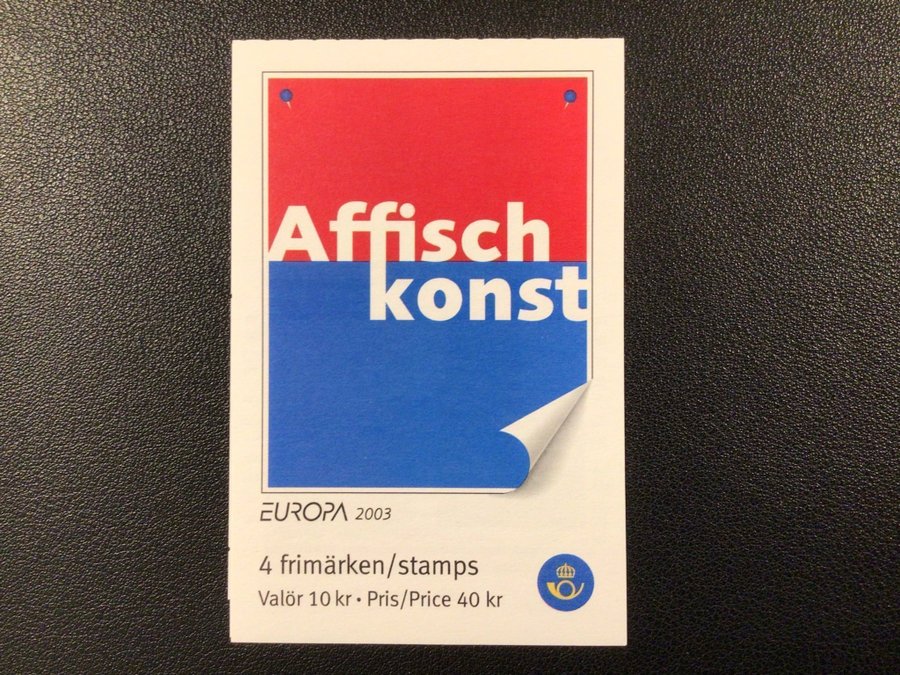 Affisch
konst
EUROPA 2003
4 frimärken/stamps
Valör 10 kr • Pris/Price 40 kr